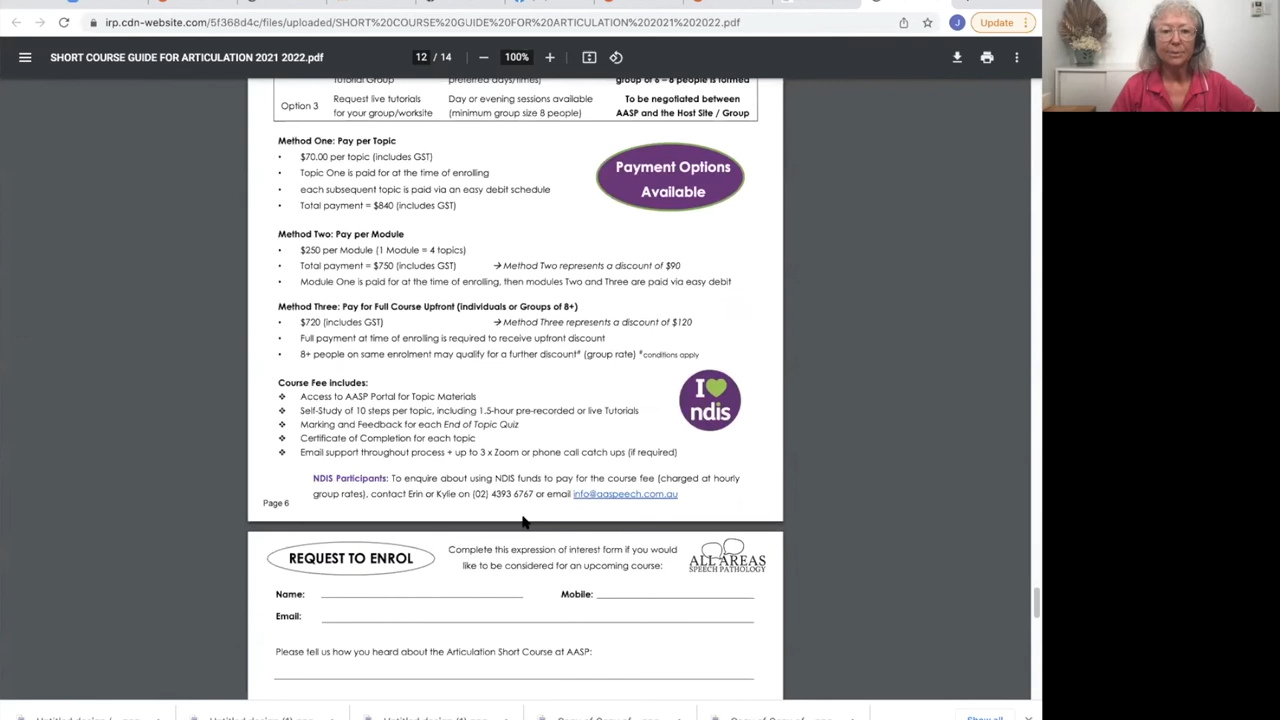 irp.cdn-website.com/5f368d4c/files/uploaded/SHORT%20COURSE%20GUIDE%20FOR%20ARTICULATION%202021%202022.pdf
J Update
SHORT COURSE GUIDE FOR ARTICULATION 2021 2022.pdf
12 / 14
100%
Tutorial Group preferred days/times) group of 6 – 8 people is formed
Option 3
Request live tutorials
for your group/worksite
Day or evening sessions available
(minimum group size 8 people)
To be negotiated between
AASP and the Host Site / Group
Method One: Pay per Topic
• $70.00 per topic (includes GST)
• Topic One is paid for at the time of enrolling
• each subsequent topic is paid via an easy debit schedule
• Total payment = $840 (includes GST)
Payment Options
Available
Method Two: Pay per Module
• $250 per Module (1 Module = 4 topics)
• Total payment = $750 (includes GST) → Method Two represents a discount of $90
• Module One is paid for at the time of enrolling, then modules Two and Three are paid via easy debit
Method Three: Pay for Full Course Upfront (individuals or Groups of 8+)
• $720 (includes GST) → Method Three represents a discount of $120
• Full payment at time of enrolling is required to receive upfront discount
• 8+ people on same enrolment may qualify for a further discount# (group rate) #conditions apply
Course Fee includes:
❖ Access to AASP Portal for Topic Materials
❖ Self-Study of 10 steps per topic, including 1.5-hour pre-recorded or live Tutorials
❖ Marking and Feedback for each End of Topic Quiz
❖ Certificate of Completion for each topic
❖ Email support throughout process + up to 3 x Zoom or phone call catch ups (if required)
I
ndis
NDIS Participants: To enquire about using NDIS funds to pay for the course fee (charged at hourly
group rates), contact Erin or Kylie on (02) 4393 6767 or email info@aaspeech.com.au
Page 6
REQUEST TO ENROL
Complete this expression of interest form if you would
like to be considered for an upcoming course:
ALL AREAS
SPEECH PATHOLOGY
Name: Mobile:
Email:
Please tell us how you heard about the Articulation Short Course at AASP:
Show all